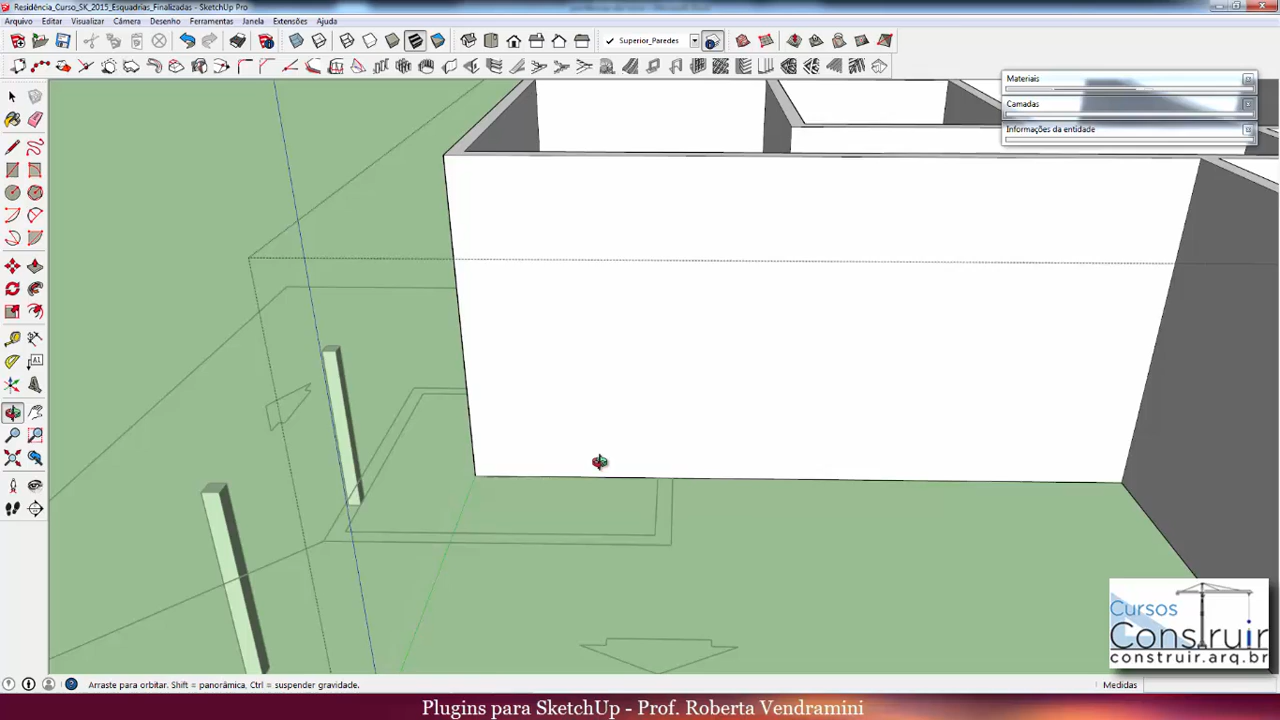 Residência_Curso_SK_2015_Esquadrias_Finalizadas - SketchUp Pro
Arquivo Editar Visualizar Câmera Desenho Ferramentas Janela Extensões Ajuda
Superior_Paredes
Materiais
Camadas
Informações da entidade
Cursos
Construir
construir.arq.br
Arraste para orbitar. Shift = panorâmica, Ctrl = suspender gravidade.
Medidas
Plugins para SketchUp - Prof. Roberta Vendramini